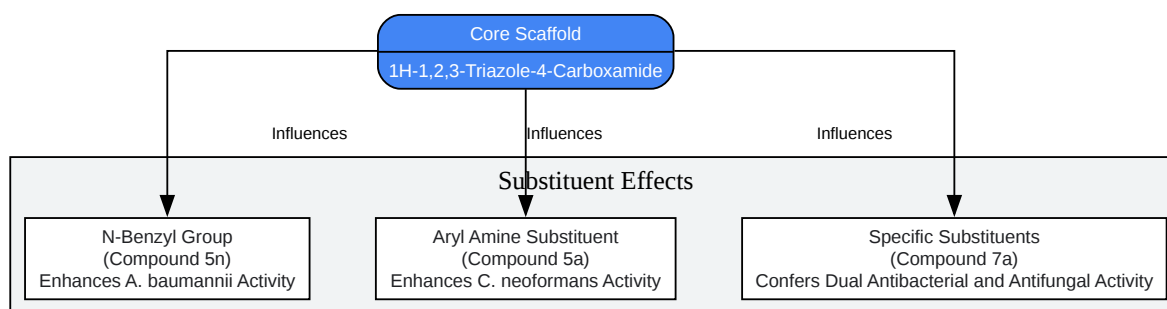 Core Scaffold
1H-1,2,3-Triazole-4-Carboxamide
Influences
Influences
Influences
Substituent Effects
N-Benzyl Group
(Compound 5n)
Enhances A. baumannii Activity
Aryl Amine Substituent
(Compound 5a)
Enhances C. neoformans Activity
Specific Substituents
(Compound 7a)
Confers Dual Antibacterial and Antifungal Activity